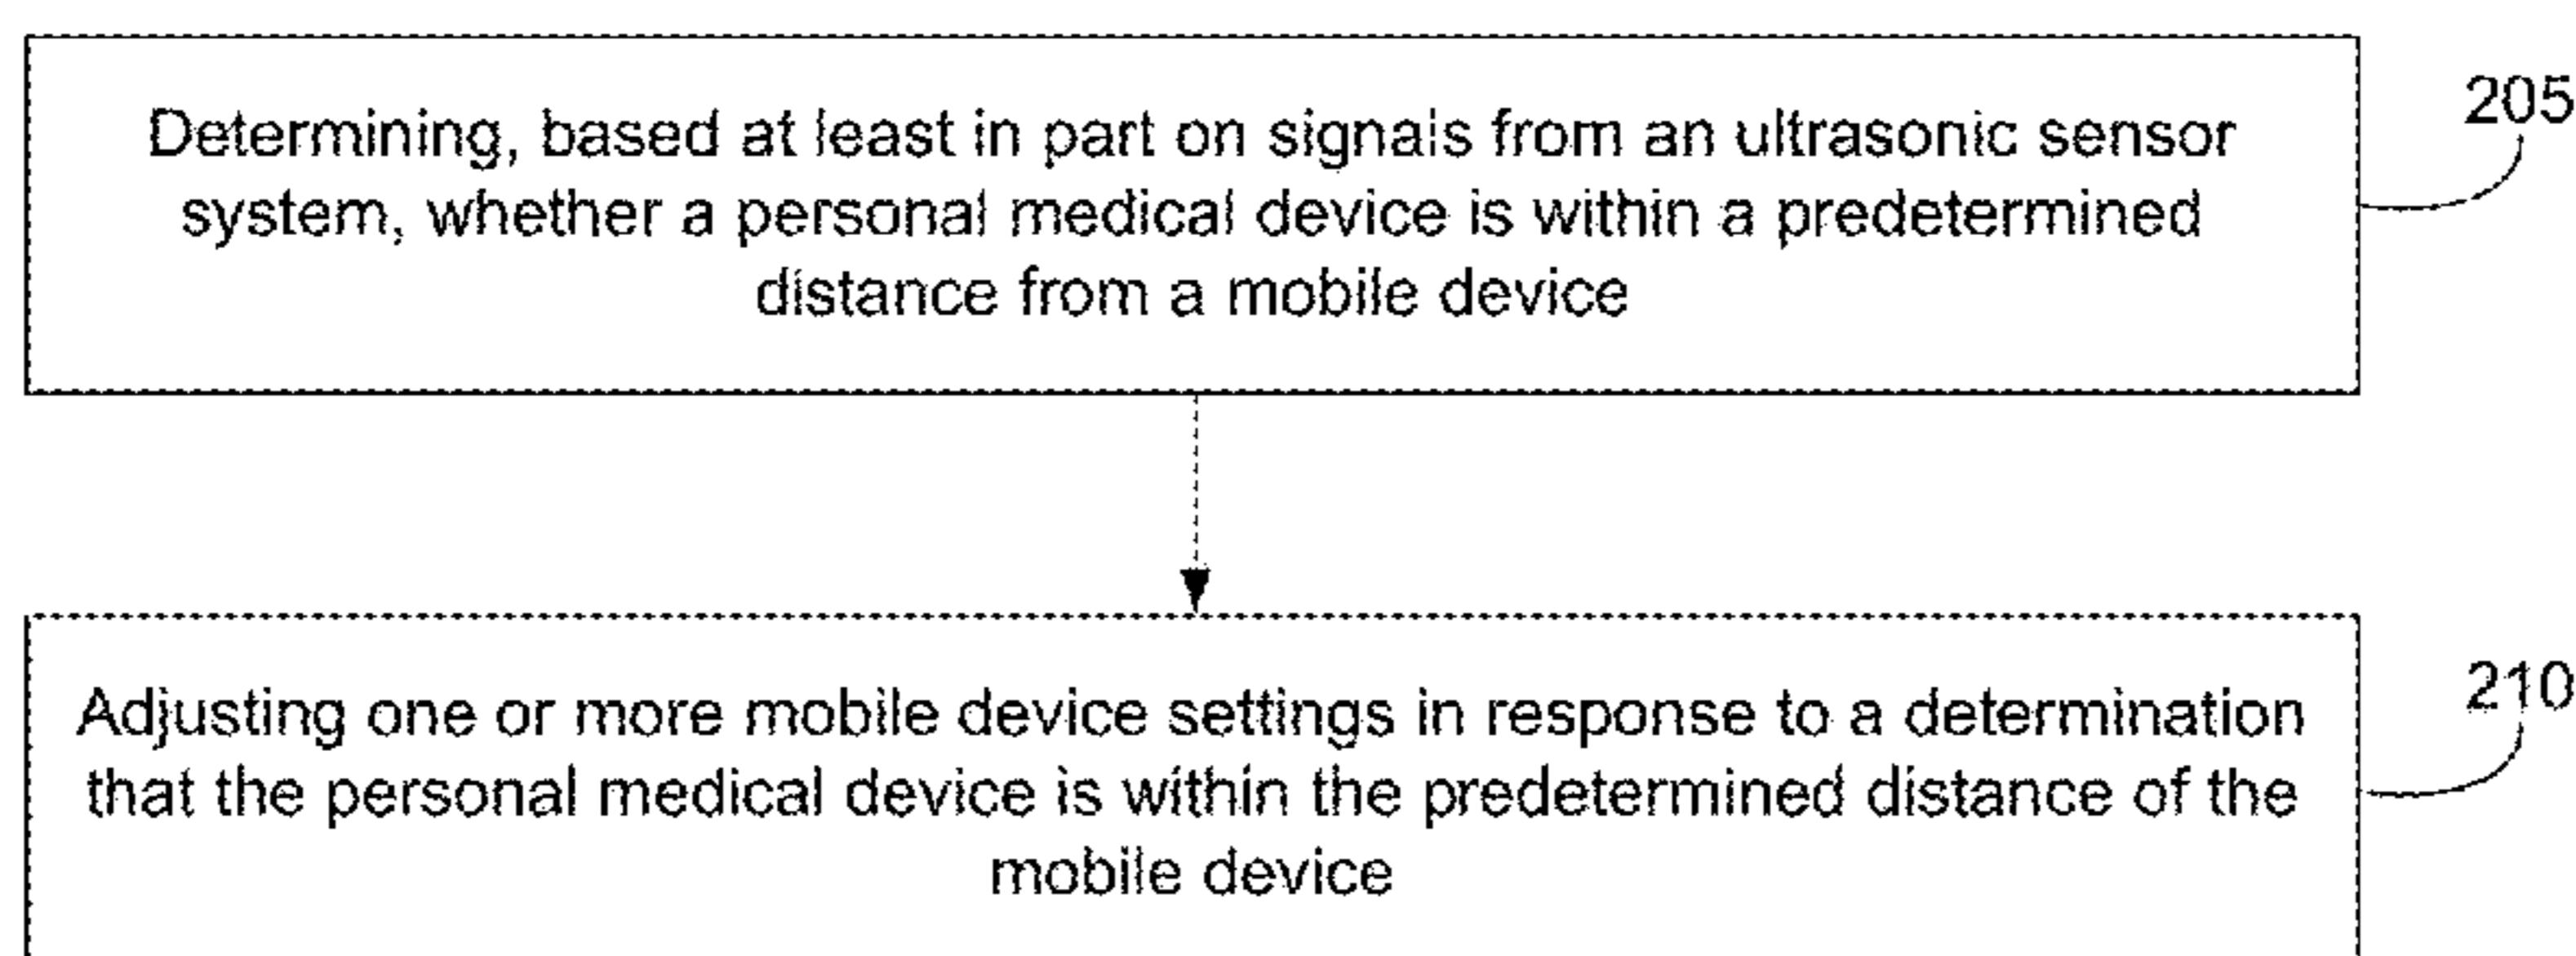 Determining, based at least in part on signals from an ultrasonic sensor
system, whether a personal medical device is within a predetermined
distance from a mobile device
205
Adjusting one or more mobile device settings in response to a determination
that the personal medical device is within the predetermined distance of the
mobile device
210